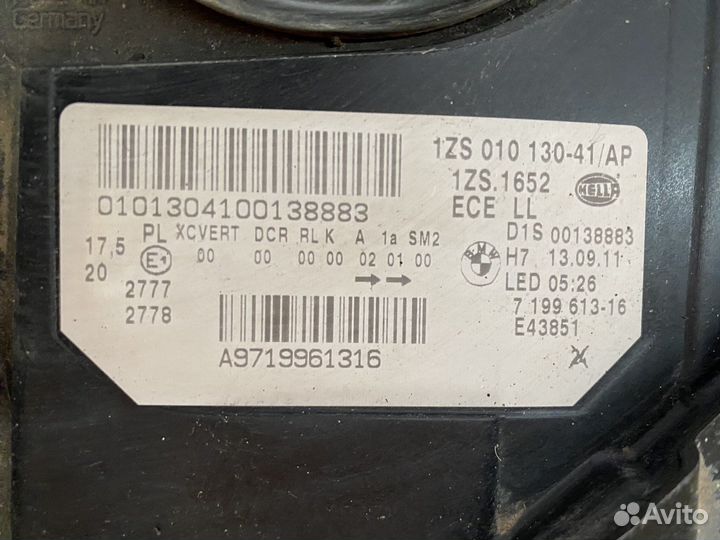 Germany
1ZS 010 130-41/AP
1ZS.1652
HELLA
0101304100138883
ECE LL
PL XCVERT DCR RL K A 1a SM2
D1S 00138883
17,5 E1 00 00 00 00 02 01 00
BMW
H7 13.09.11
20
LED 05:26
2777
7 199 613-16
2778
E43851
A9719961316
Avito